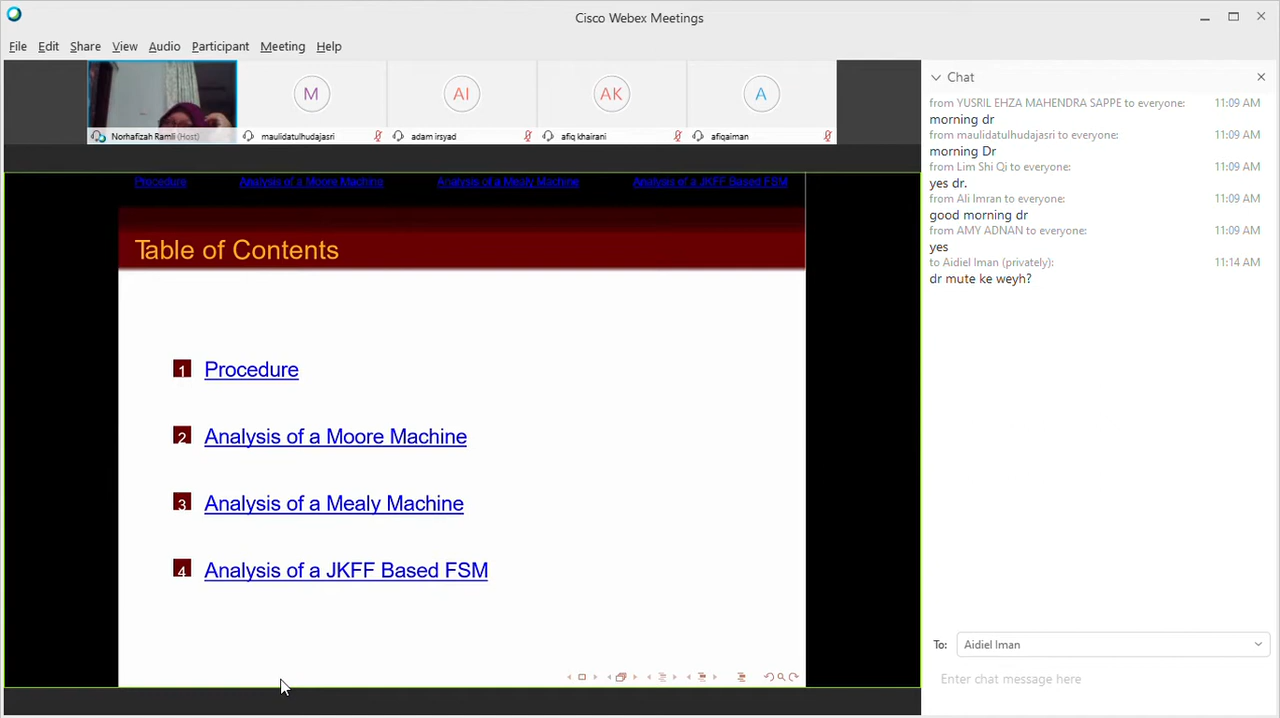 Cisco Webex Meetings
File Edit Share View Audio Participant Meeting Help
Norhafizah Ramli (Host) maulidatulhudajasri adam irsyad afiq khairani afiqaiman
M AI AK A
Procedure Analysis of a Moore Machine Analysis of a Mealy Machine Analysis of a JKFF Based FSM
Table of Contents
1 Procedure
2 Analysis of a Moore Machine
3 Analysis of a Mealy Machine
4 Analysis of a JKFF Based FSM
Chat
from YUSRIL EHZA MAHENDRA SAPPE to everyone: 11:09 AM
morning dr
from maulidatulhudajasri to everyone: 11:09 AM
morning Dr
from Lim Shi Qi to everyone: 11:09 AM
yes dr.
from Ali Imran to everyone: 11:09 AM
good morning dr
from AMY ADNAN to everyone: 11:09 AM
yes
to Aidiel Iman (privately): 11:14 AM
dr mute ke weyh?
To: Aidiel Iman
Enter chat message here